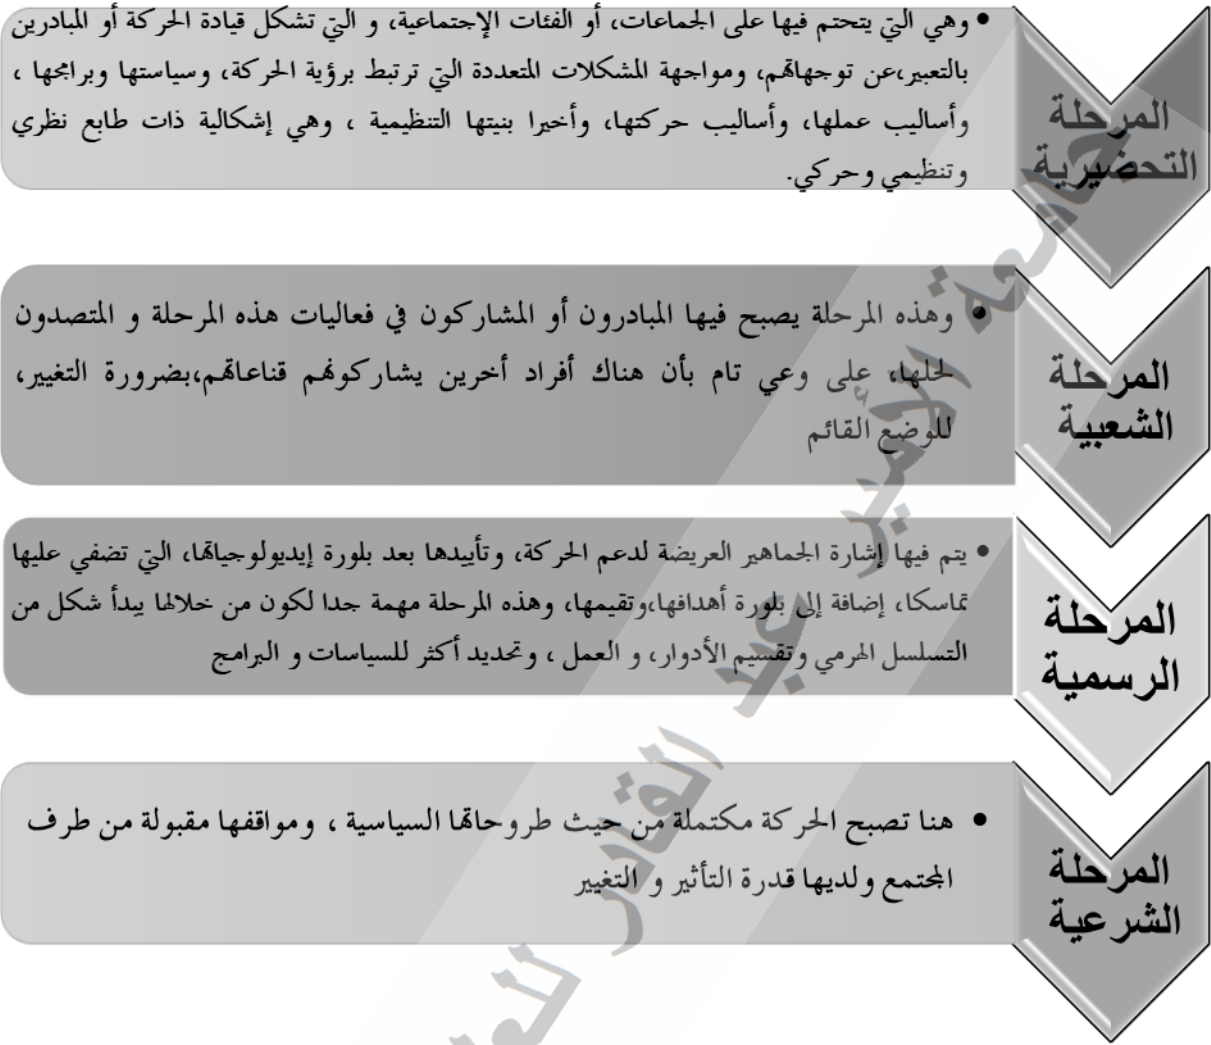 المرحلة
التحضيرية
• وهي التي يتحتم فيها على الجماعات، أو الفئات الإجتماعية، و التي تشكل قيادة الحركة أو المبادرين
بالتعبير،عن توجهاتهم، ومواجهة المشكلات المتعددة التي ترتبط برؤية الحركة، وسياستها وبرامجها ،
وأساليب عملها، وأساليب حركتها، وأخيرا بنيتها التنظيمية ، وهي إشكالية ذات طابع نظري
وتنظيمي وحركي.
المرحلة
الشعبية
• وهذه المرحلة يصبح فيها المبادرون أو المشاركون في فعاليات هذه المرحلة و المتصدون
لحلها، على وعي تام بأن هناك أفراد أخرين يشاركونهم قناعاتهم،بضرورة التغيير،
للوضع القائم
المرحلة
الرسمية
• يتم فيها إشارة الجماهير العريضة لدعم الحركة، وتأييدها بعد بلورة إيديولوجياتها، التي تضفي عليها
تماسكا، إضافة إلى بلورة أهدافها،وتقيمها، وهذه المرحلة مهمة جدا لكون من خلالها يبدأ شكل من
التسلسل الهرمي وتقسيم الأدوار، و العمل ، وتحديد أكثر للسياسات و البرامج
المرحلة
الشرعية
• هنا تصبح الحركة مكتملة من حيث طروحاتها السياسية ، ومواقفها مقبولة من طرف
المجتمع ولديها قدرة التأثير و التغيير
جامعة الأمير عبد القادر